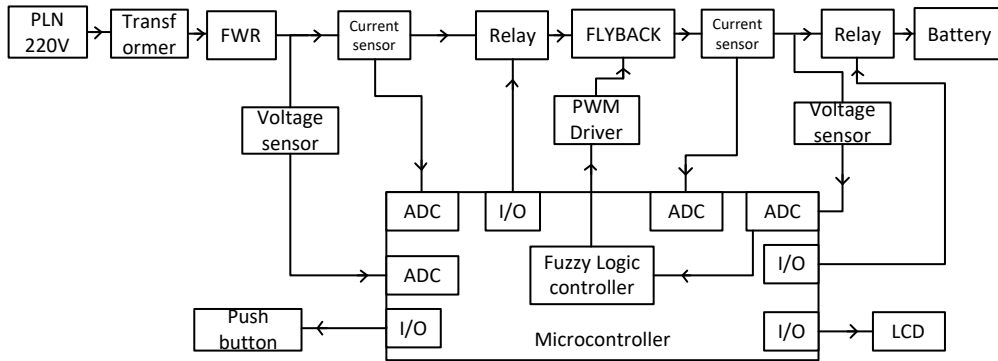 PLN
220V
Transf
ormer
FWR
Current
sensor
Relay
FLYBACK
Current
sensor
Relay
Battery
Voltage
sensor
PWM
Driver
Voltage
sensor
ADC
I/O
ADC
ADC
ADC
Fuzzy Logic
controller
I/O
Push
button
I/O
Microcontroller
I/O
LCD